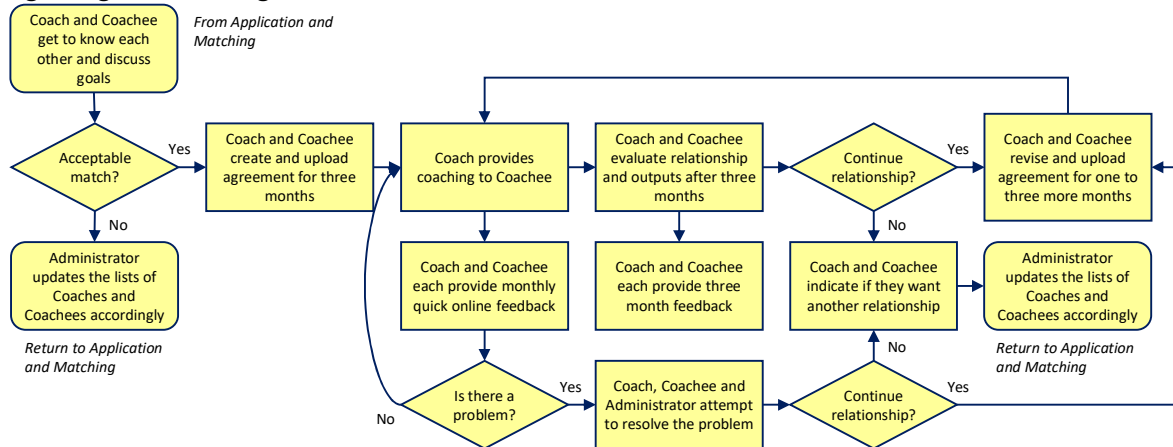 Coach and Coachee
get to know each
other and discuss
goals
From Application and
Matching
Acceptable
match?
Yes
No
Coach and Coachee
create and upload
agreement for three
months
Coach provides
coaching to Coachee
Coach and Coachee
evaluate relationship
and outputs after three
months
Continue
relationship?
Yes
No
Coach and Coachee
revise and upload
agreement for one to
three more months
Administrator
updates the lists of
Coaches and
Coachees accordingly
Return to Application
and Matching
Coach and Coachee
each provide monthly
quick online feedback
Coach and Coachee
each provide three
month feedback
Coach and Coachee
indicate if they want
another relationship
Administrator
updates the lists of
Coaches and
Coachees accordingly
Return to Application
and Matching
Is there a
problem?
No
Yes
Coach, Coachee and
Administrator attempt
to resolve the problem
Continue
relationship?
No
Yes